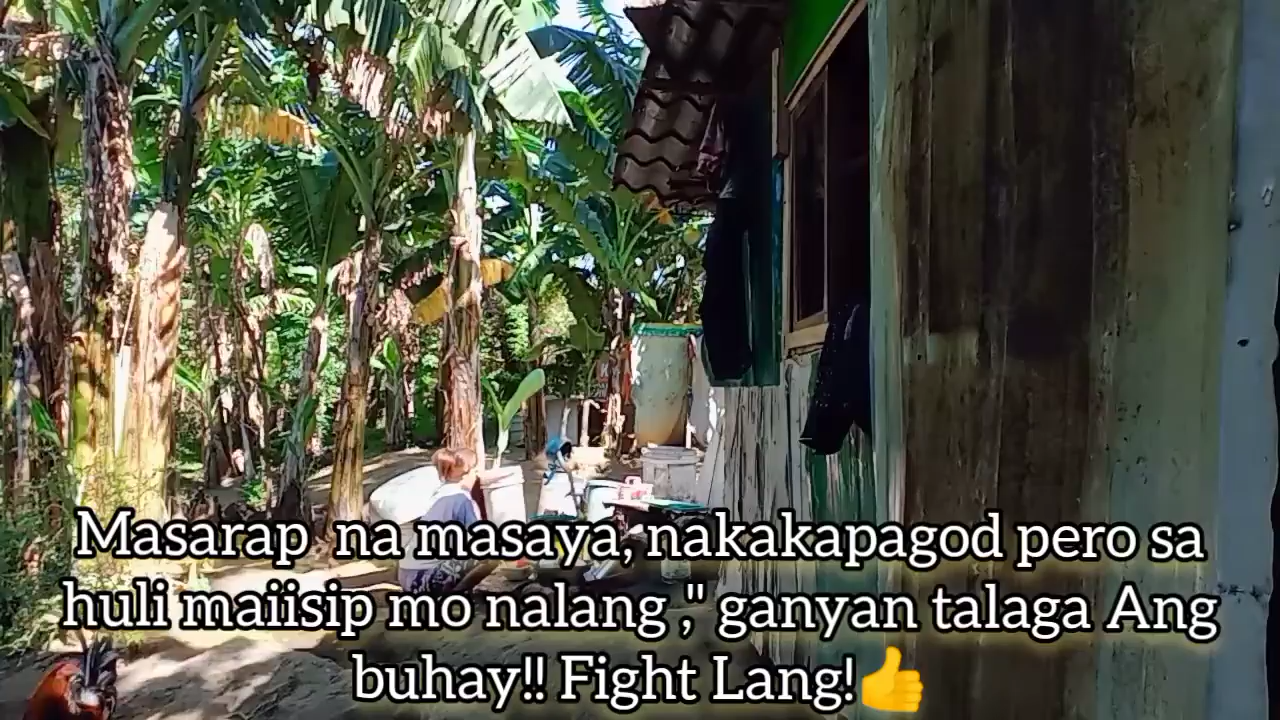 Masarap na masaya, nakakapagod pero sa
huli maiisip mo nalang ," ganyan talaga Ang
buhay!! Fight Lang!👍